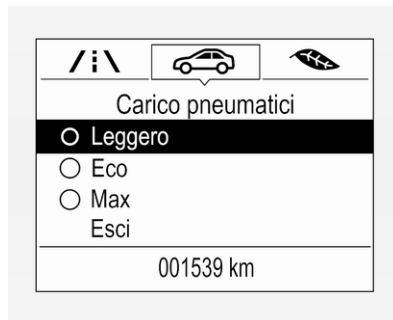 Carico pneumatici
Leggero
Eco
Max
Esci
001539 km